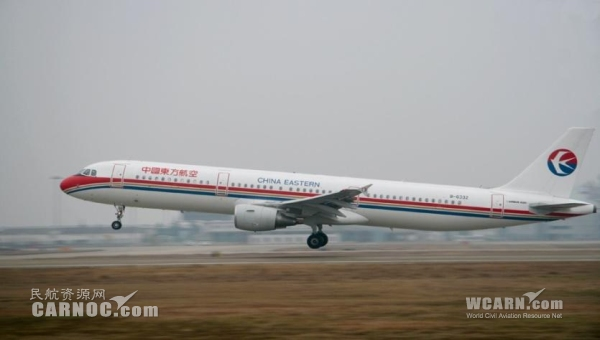 中國東方航空
CHINA EASTERN
民航资源网
CARNOC.com
WCARN.com
World Civil Aviation Resource Net